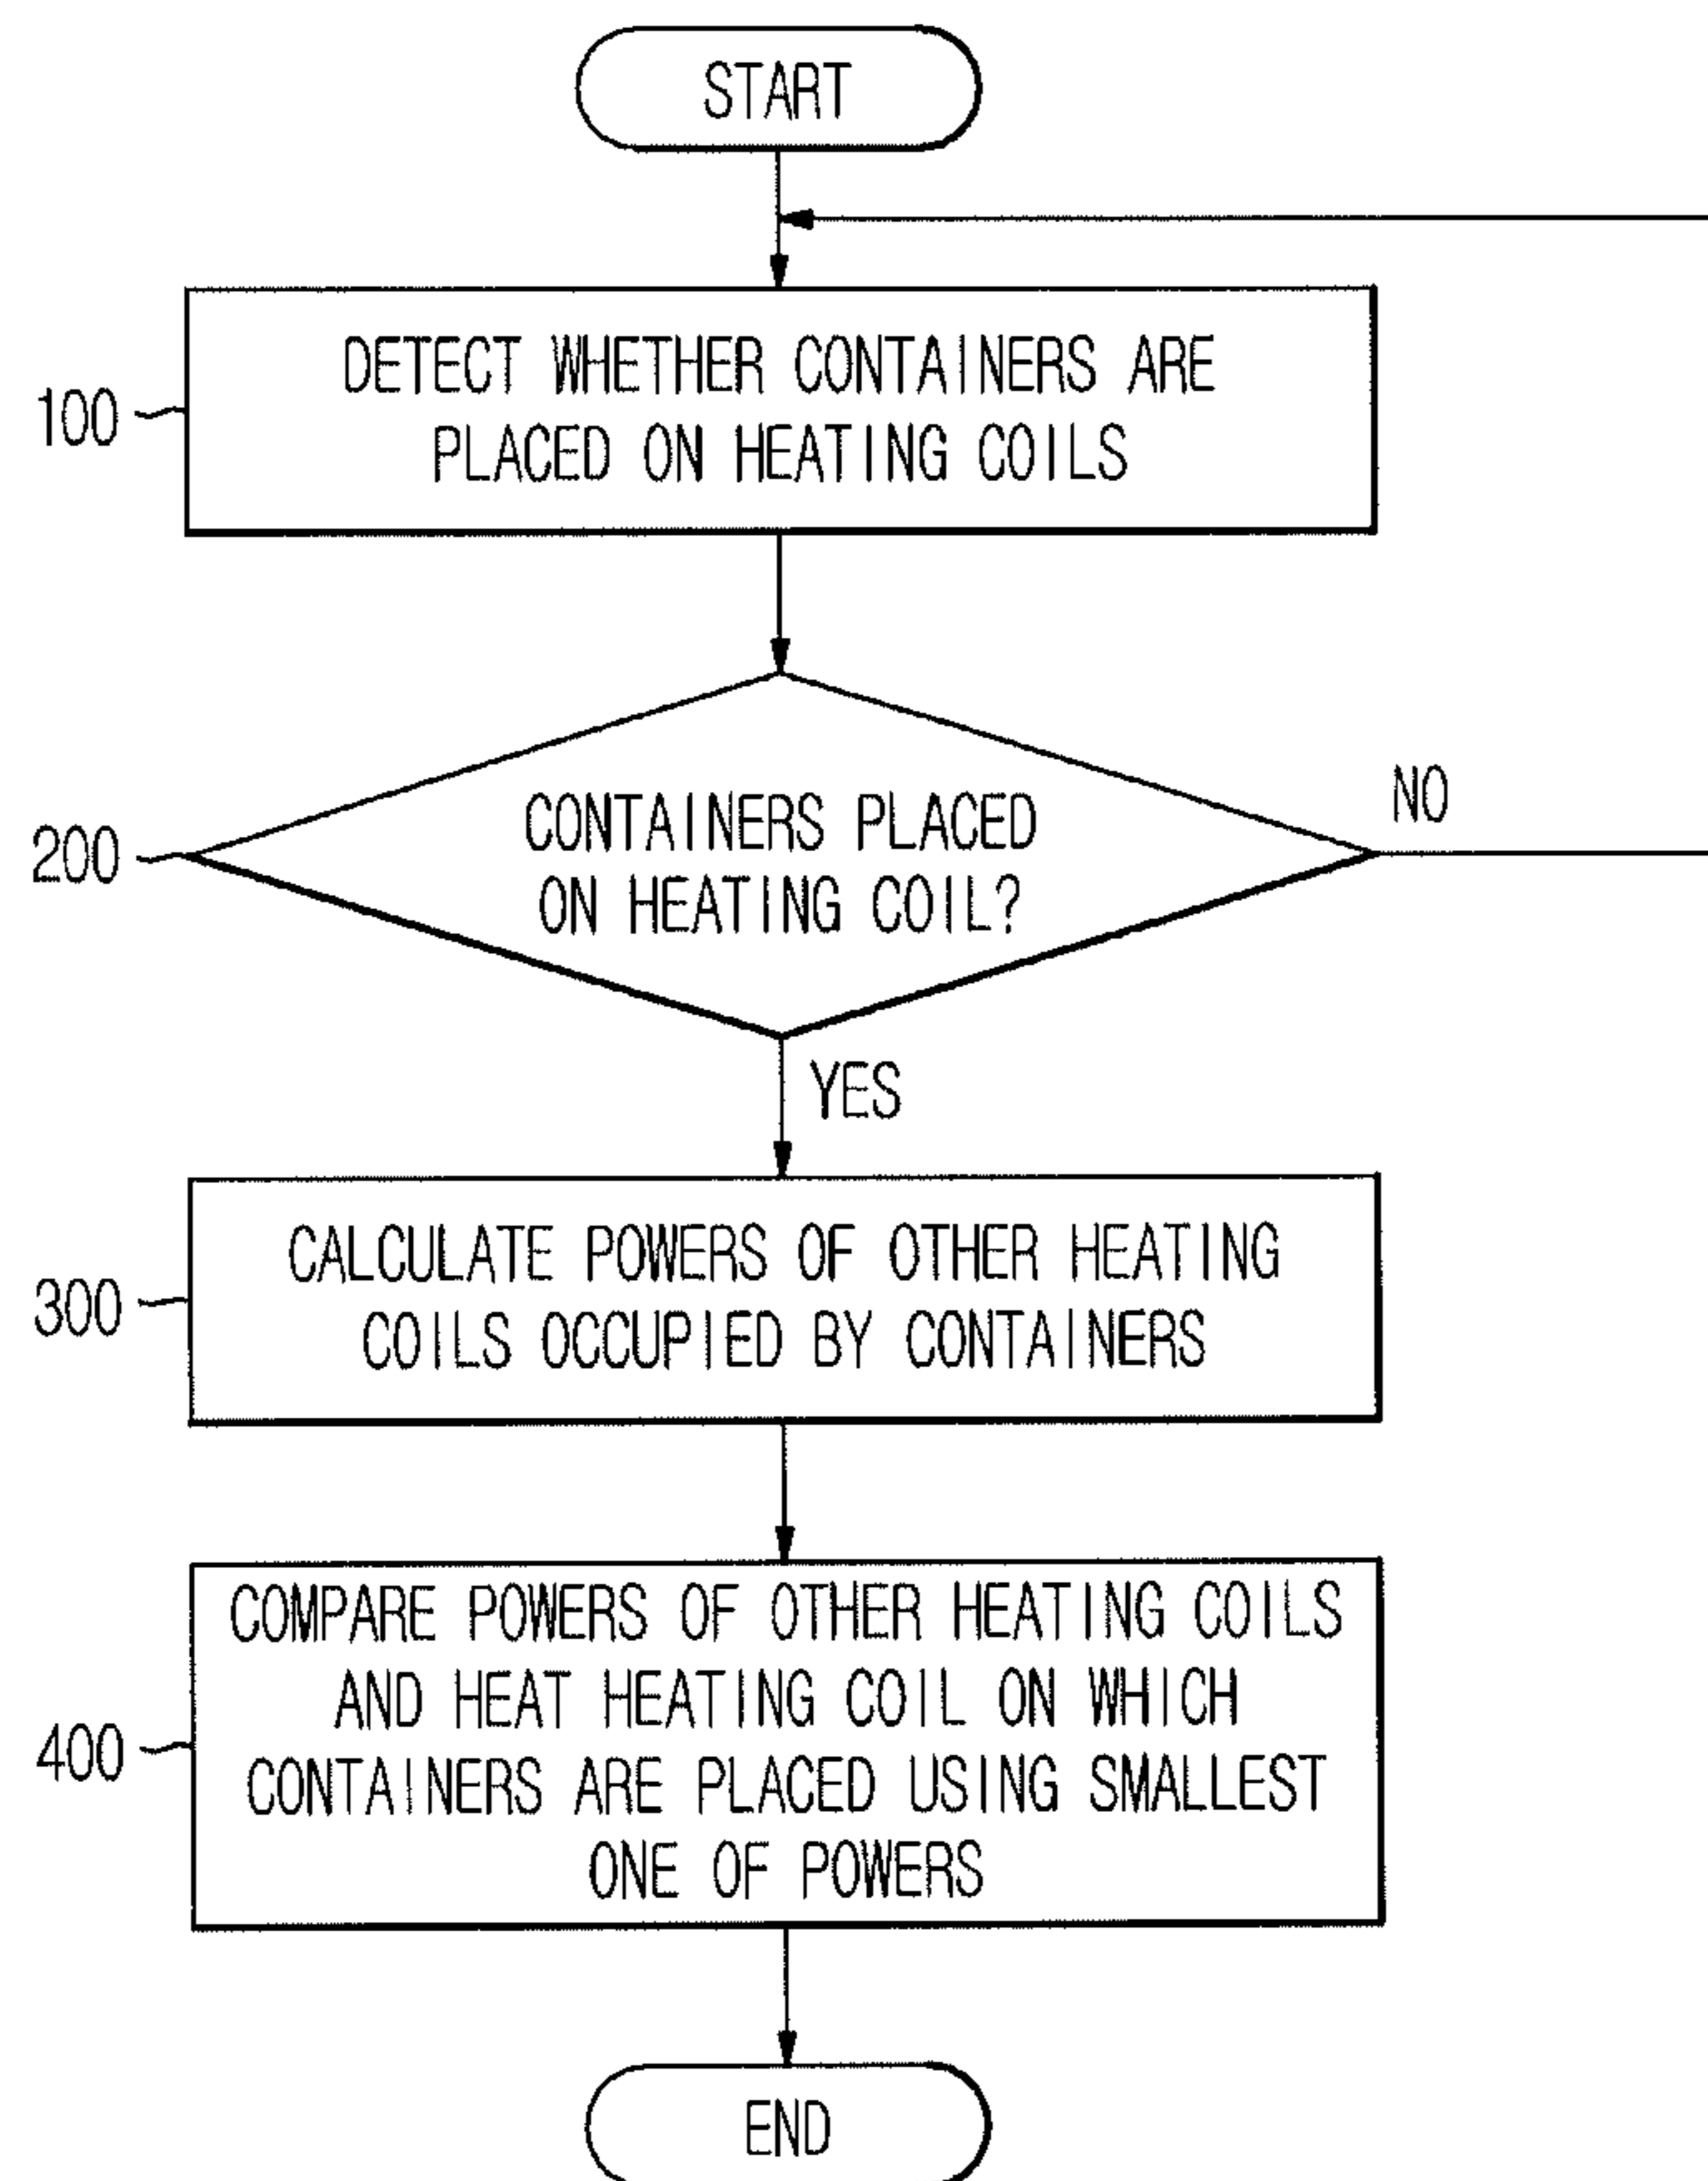 START
DETECT WHETHER CONTAINERS ARE
PLACED ON HEATING COILS
100
CONTAINERS PLACED
ON HEATING COIL?
200
NO
YES
CALCULATE POWERS OF OTHER HEATING
COILS OCCUPIED BY CONTAINERS
300
COMPARE POWERS OF OTHER HEATING COILS
AND HEAT HEATING COIL ON WHICH
CONTAINERS ARE PLACED USING SMALLEST
ONE OF POWERS
400
END